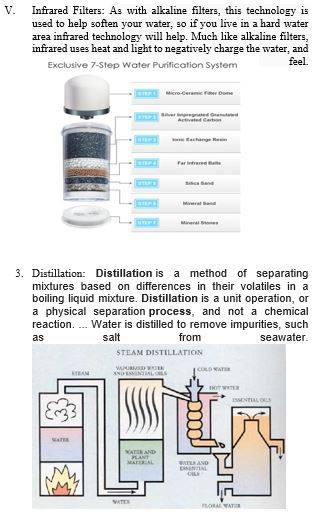 V. Infrared Filters: As with alkaline filters, this technology is
used to help soften your water, so if you live in a hard water
area infrared technology will help. Much like alkaline filters,
infrared uses heat and light to negatively charge the water, and
feel.
Exclusive 7-Step Water Purification System
STEP 1 Micro-Ceramic Filter Dome
STEP 2 Silver Impregnated Granulated
Activated Carbon
STEP 3 Ionic Exchange Resin
STEP 4 Far Infrared Balls
STEP 5 Silica Sand
STEP 6 Mineral Sand
STEP 7 Mineral Stones
3. Distillation: Distillation is a method of separating
mixtures based on differences in their volatiles in a
boiling liquid mixture. Distillation is a unit operation, or
a physical separation process, and not a chemical
reaction. ... Water is distilled to remove impurities, such
as salt from seawater.
STEAM DISTILLATION
STEAM
VAPORIZED WATER
AND ESSENTIAL OILS
COLD WATER
HOT WATER
ESSENTIAL OILS
WATER
WATER AND
PLANT
MATERIAL
WATER AND
ESSENTIAL
OILS
WATER
FLORAL WATER